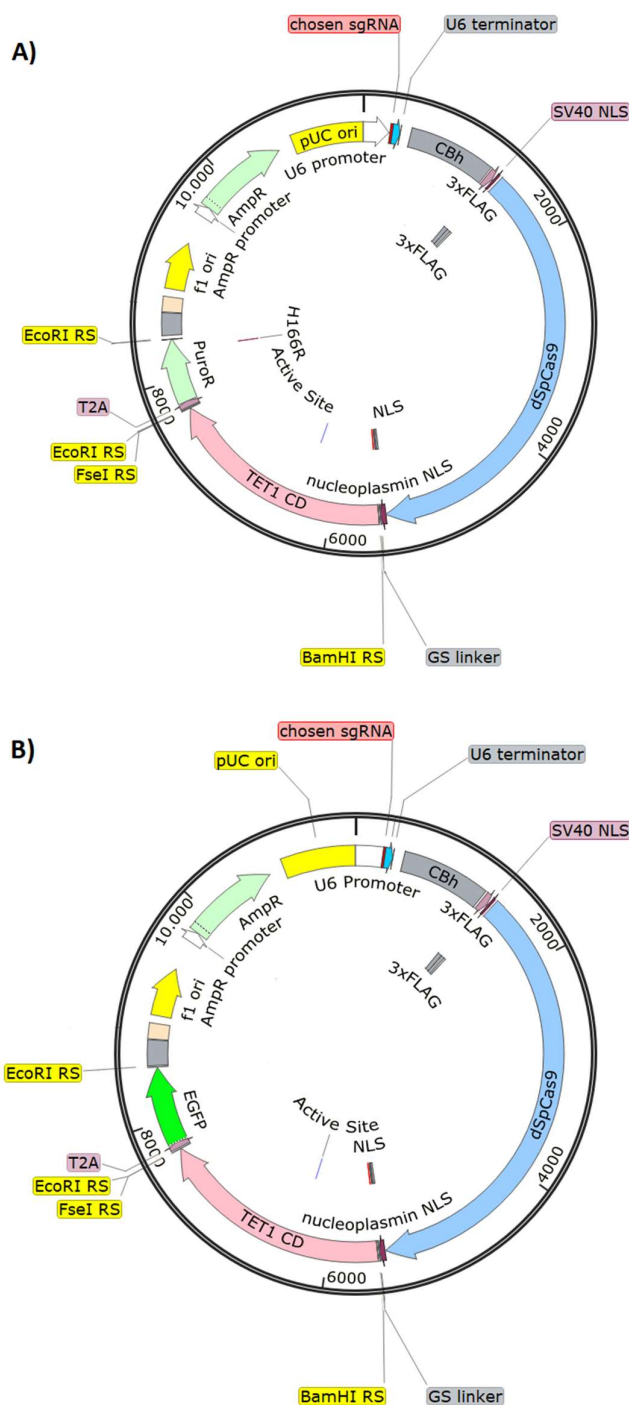 A)
chosen sgRNA
U6 terminator
SV40 NLS
pUC ori
U6 promoter
CBh
3xFLAG
3xFLAG
2000
dSpCas9
4000
10.000
AmpR
AmpR promoter
f1 ori
EcoRI RS
PuroR
8000
H166R
Active Site
NLS
T2A
EcoRI RS
FseI RS
nucleoplasmin NLS
TET1 CD
6000
BamHI RS
GS linker
B)
chosen sgRNA
pUC ori
U6 terminator
SV40 NLS
U6 Promoter
CBh
3xFLAG
3xFLAG
2000
dSpCas9
4000
10.000
AmpR
AmpR promoter
f1 ori
EcoRI RS
EGFP
8000
Active Site
NLS
T2A
EcoRI RS
FseI RS
nucleoplasmin NLS
TET1 CD
6000
BamHI RS
GS linker